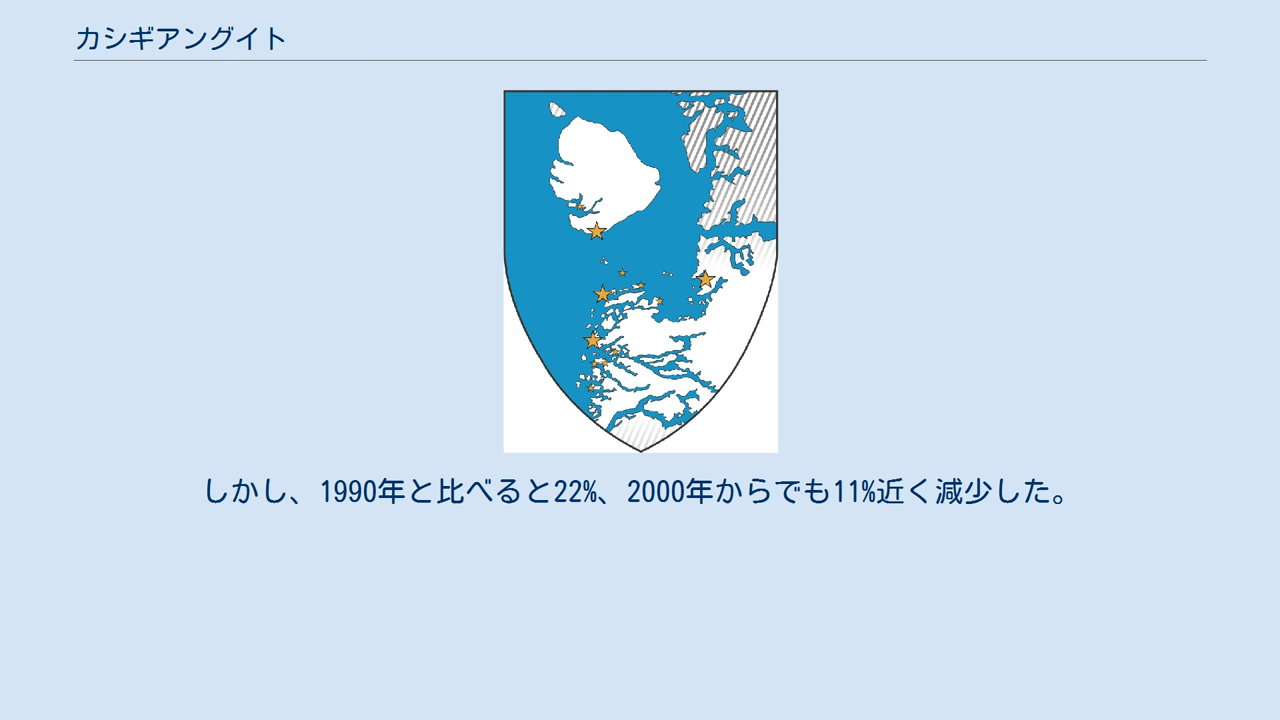 カシギアングイト
しかし、1990年と比べると22%、2000年からでも11%近く減少した。